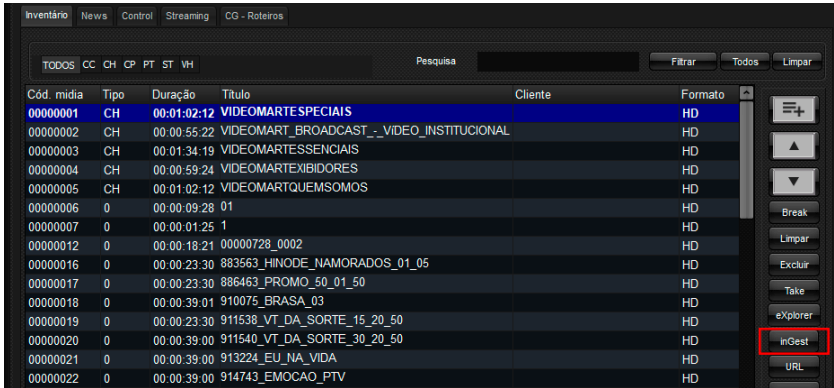 Inventário News Control Streaming CG - Roteiros
TODOS CC CH CP PT ST VH Pesquisa Filtrar Todos Limpar
Cód. midia Tipo Duração Título Cliente Formato
00000001 CH 00:01:02:12 VIDEOMARTESPECIAIS HD
00000002 CH 00:00:55:22 VIDEOMART_BROADCAST_-_VíDEO_INSTITUCIONAL HD
00000003 CH 00:01:34:19 VIDEOMARTESSENCIAIS HD
00000004 CH 00:00:59:24 VIDEOMARTEXIBIDORES HD
00000005 CH 00:01:02:12 VIDEOMARTQUEMSOMOS HD
00000006 0 00:00:09:28 01 HD
Break
00000007 0 00:00:01:25 1 HD
00000012 0 00:00:18:21 00000728_0002 HD
Limpar
00000016 0 00:00:23:30 883563_HINODE_NAMORADOS_01_05 HD
Excluir
00000017 0 00:00:23:30 886463_PROMO_50_01_50 HD
Take
00000018 0 00:00:39:01 910075_BRASA_03 HD
eXplorer
00000019 0 00:00:23:30 911538_VT_DA_SORTE_15_20_50 HD
00000020 0 00:00:39:00 911540_VT_DA_SORTE_30_20_50 HD
inGest
00000021 0 00:00:39:00 913224_EU_NA_VIDA HD
URL
00000022 0 00:00:39:00 914743_EMOCAO_PTV HD